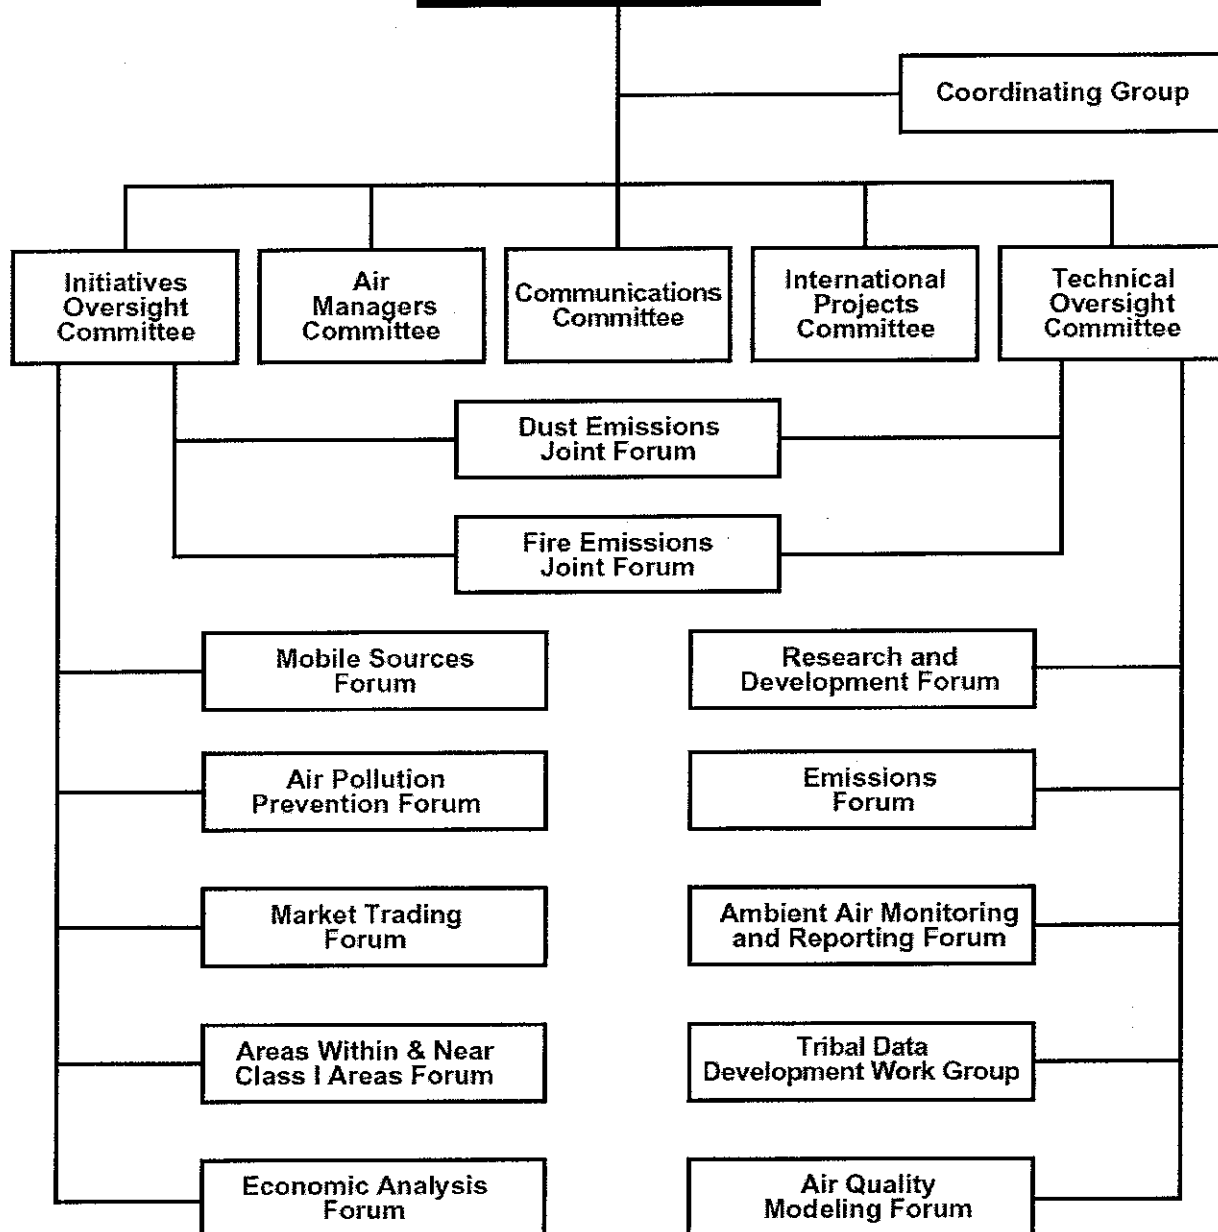 Coordinating Group
Initiatives
Oversight
Committee
Air
Managers
Committee
Communications
Committee
International
Projects
Committee
Technical
Oversight
Committee
Dust Emissions
Joint Forum
Fire Emissions
Joint Forum
Mobile Sources
Forum
Research and
Development Forum
Air Pollution
Prevention Forum
Emissions
Forum
Market Trading
Forum
Ambient Air Monitoring
and Reporting Forum
Areas Within & Near
Class I Areas Forum
Tribal Data
Development Work Group
Economic Analysis
Forum
Air Quality
Modeling Forum